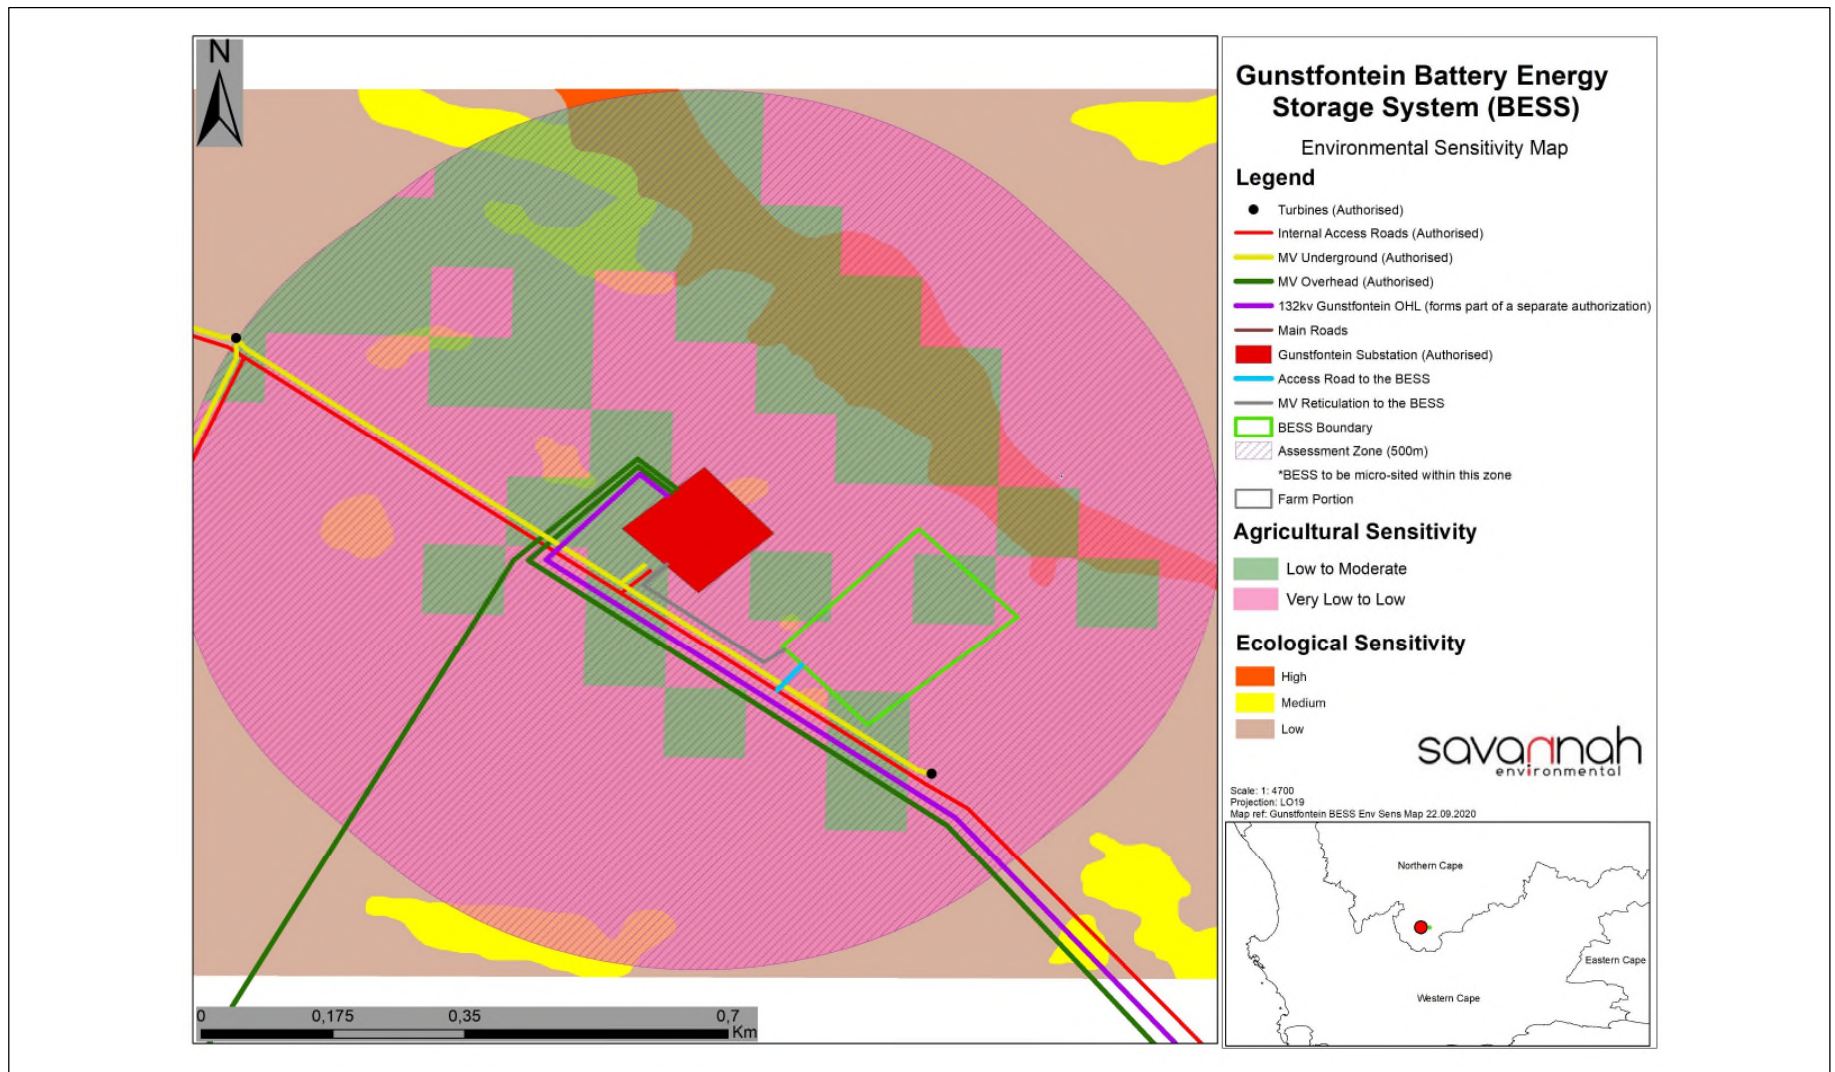 N
Gunstfontein Battery Energy
Storage System (BESS)
Environmental Sensitivity Map
Legend
Turbines (Authorised)
Internal Access Roads (Authorised)
MV Underground (Authorised)
MV Overhead (Authorised)
132kv Gunstfontein OHL (forms part of a separate authorization)
Main Roads
Gunstfontein Substation (Authorised)
Access Road to the BESS
MV Reticulation to the BESS
BESS Boundary
Assessment Zone (500m)
*BESS to be micro-sited within this zone
Farm Portion
Agricultural Sensitivity
Low to Moderate
Very Low to Low
Ecological Sensitivity
High
Medium
Low
savannah
environmental
Scale: 1: 4700
Projection: LO19
Map ref: Gunstfontein BESS Env Sens Map 22.09.2020
Northern Cape
Eastern Cape
Western Cape
0 0,175 0,35 0,7
Km